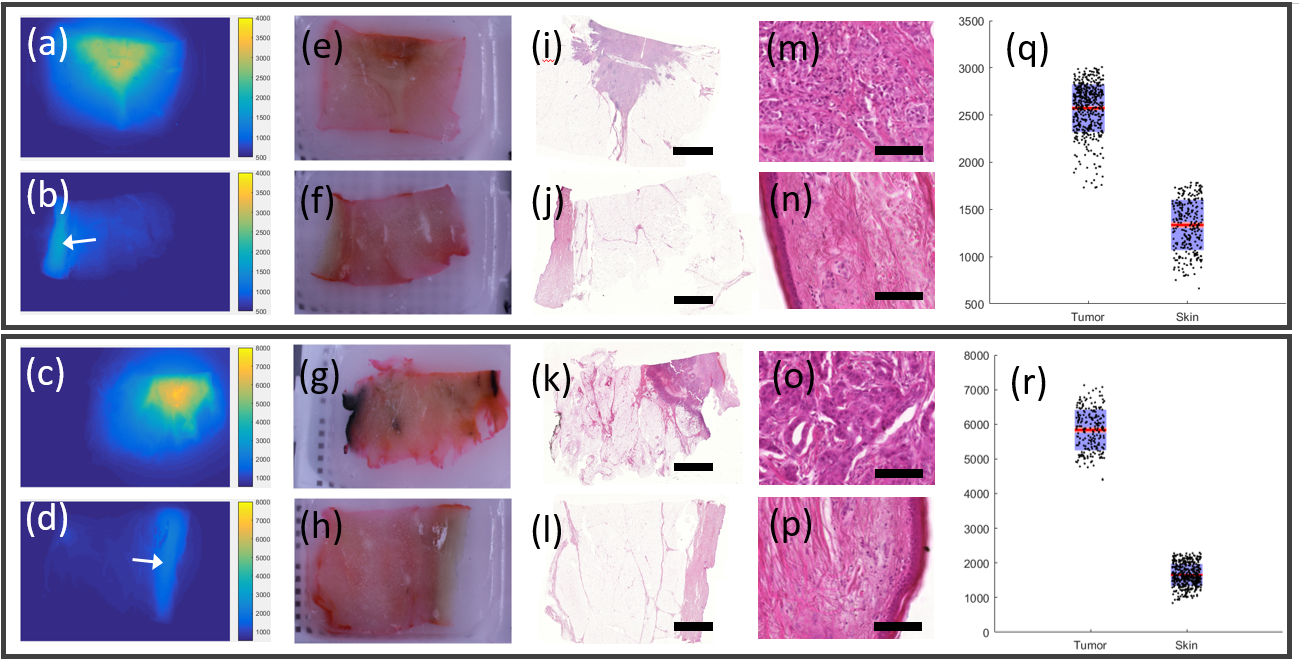 (a)
4000
3500
3000
2500
2000
1500
1000
500
(e)
(i)
(m)
(q)
3500
3000
2500
2000
1500
1000
500
Tumor
Skin
(b)
4000
3500
3000
2500
2000
1500
1000
500
(f)
(j)
(n)
(c)
8000
7000
6000
5000
4000
3000
2000
1000
(g)
(k)
(o)
(r)
8000
7000
6000
5000
4000
3000
2000
1000
0
Tumor
Skin
(d)
8000
7000
6000
5000
4000
3000
2000
1000
(h)
(l)
(p)